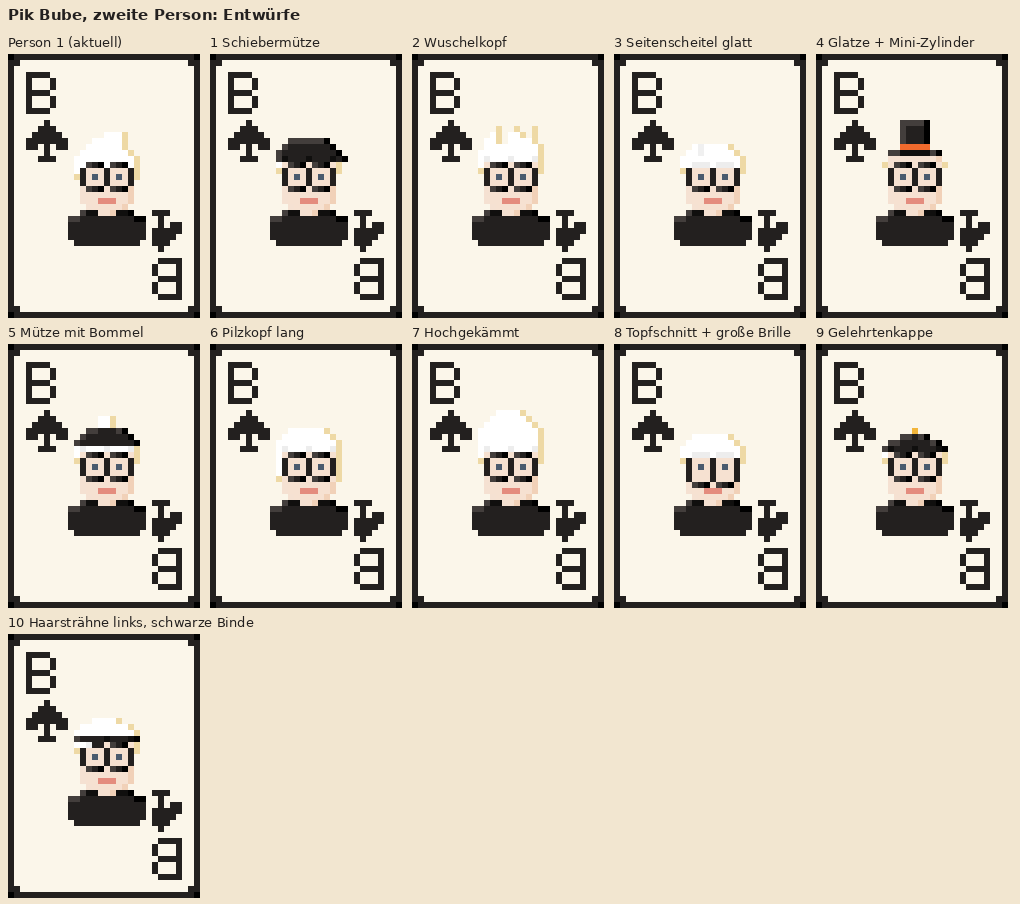 Pik Bube, zweite Person: Entwürfe
Person 1 (aktuell)
1 Schiebermütze
2 Wuschelkopf
3 Seitenscheitel glatt
4 Glatze + Mini-Zylinder
B
B
B
B
B
B
B
B
B
B
5 Mütze mit Bommel
6 Pilzkopf lang
7 Hochgekämmt
8 Topfschnitt + große Brille
9 Gelehrtenkappe
B
B
B
B
B
B
B
B
B
B
10 Haarsträhne links, schwarze Binde
B
B